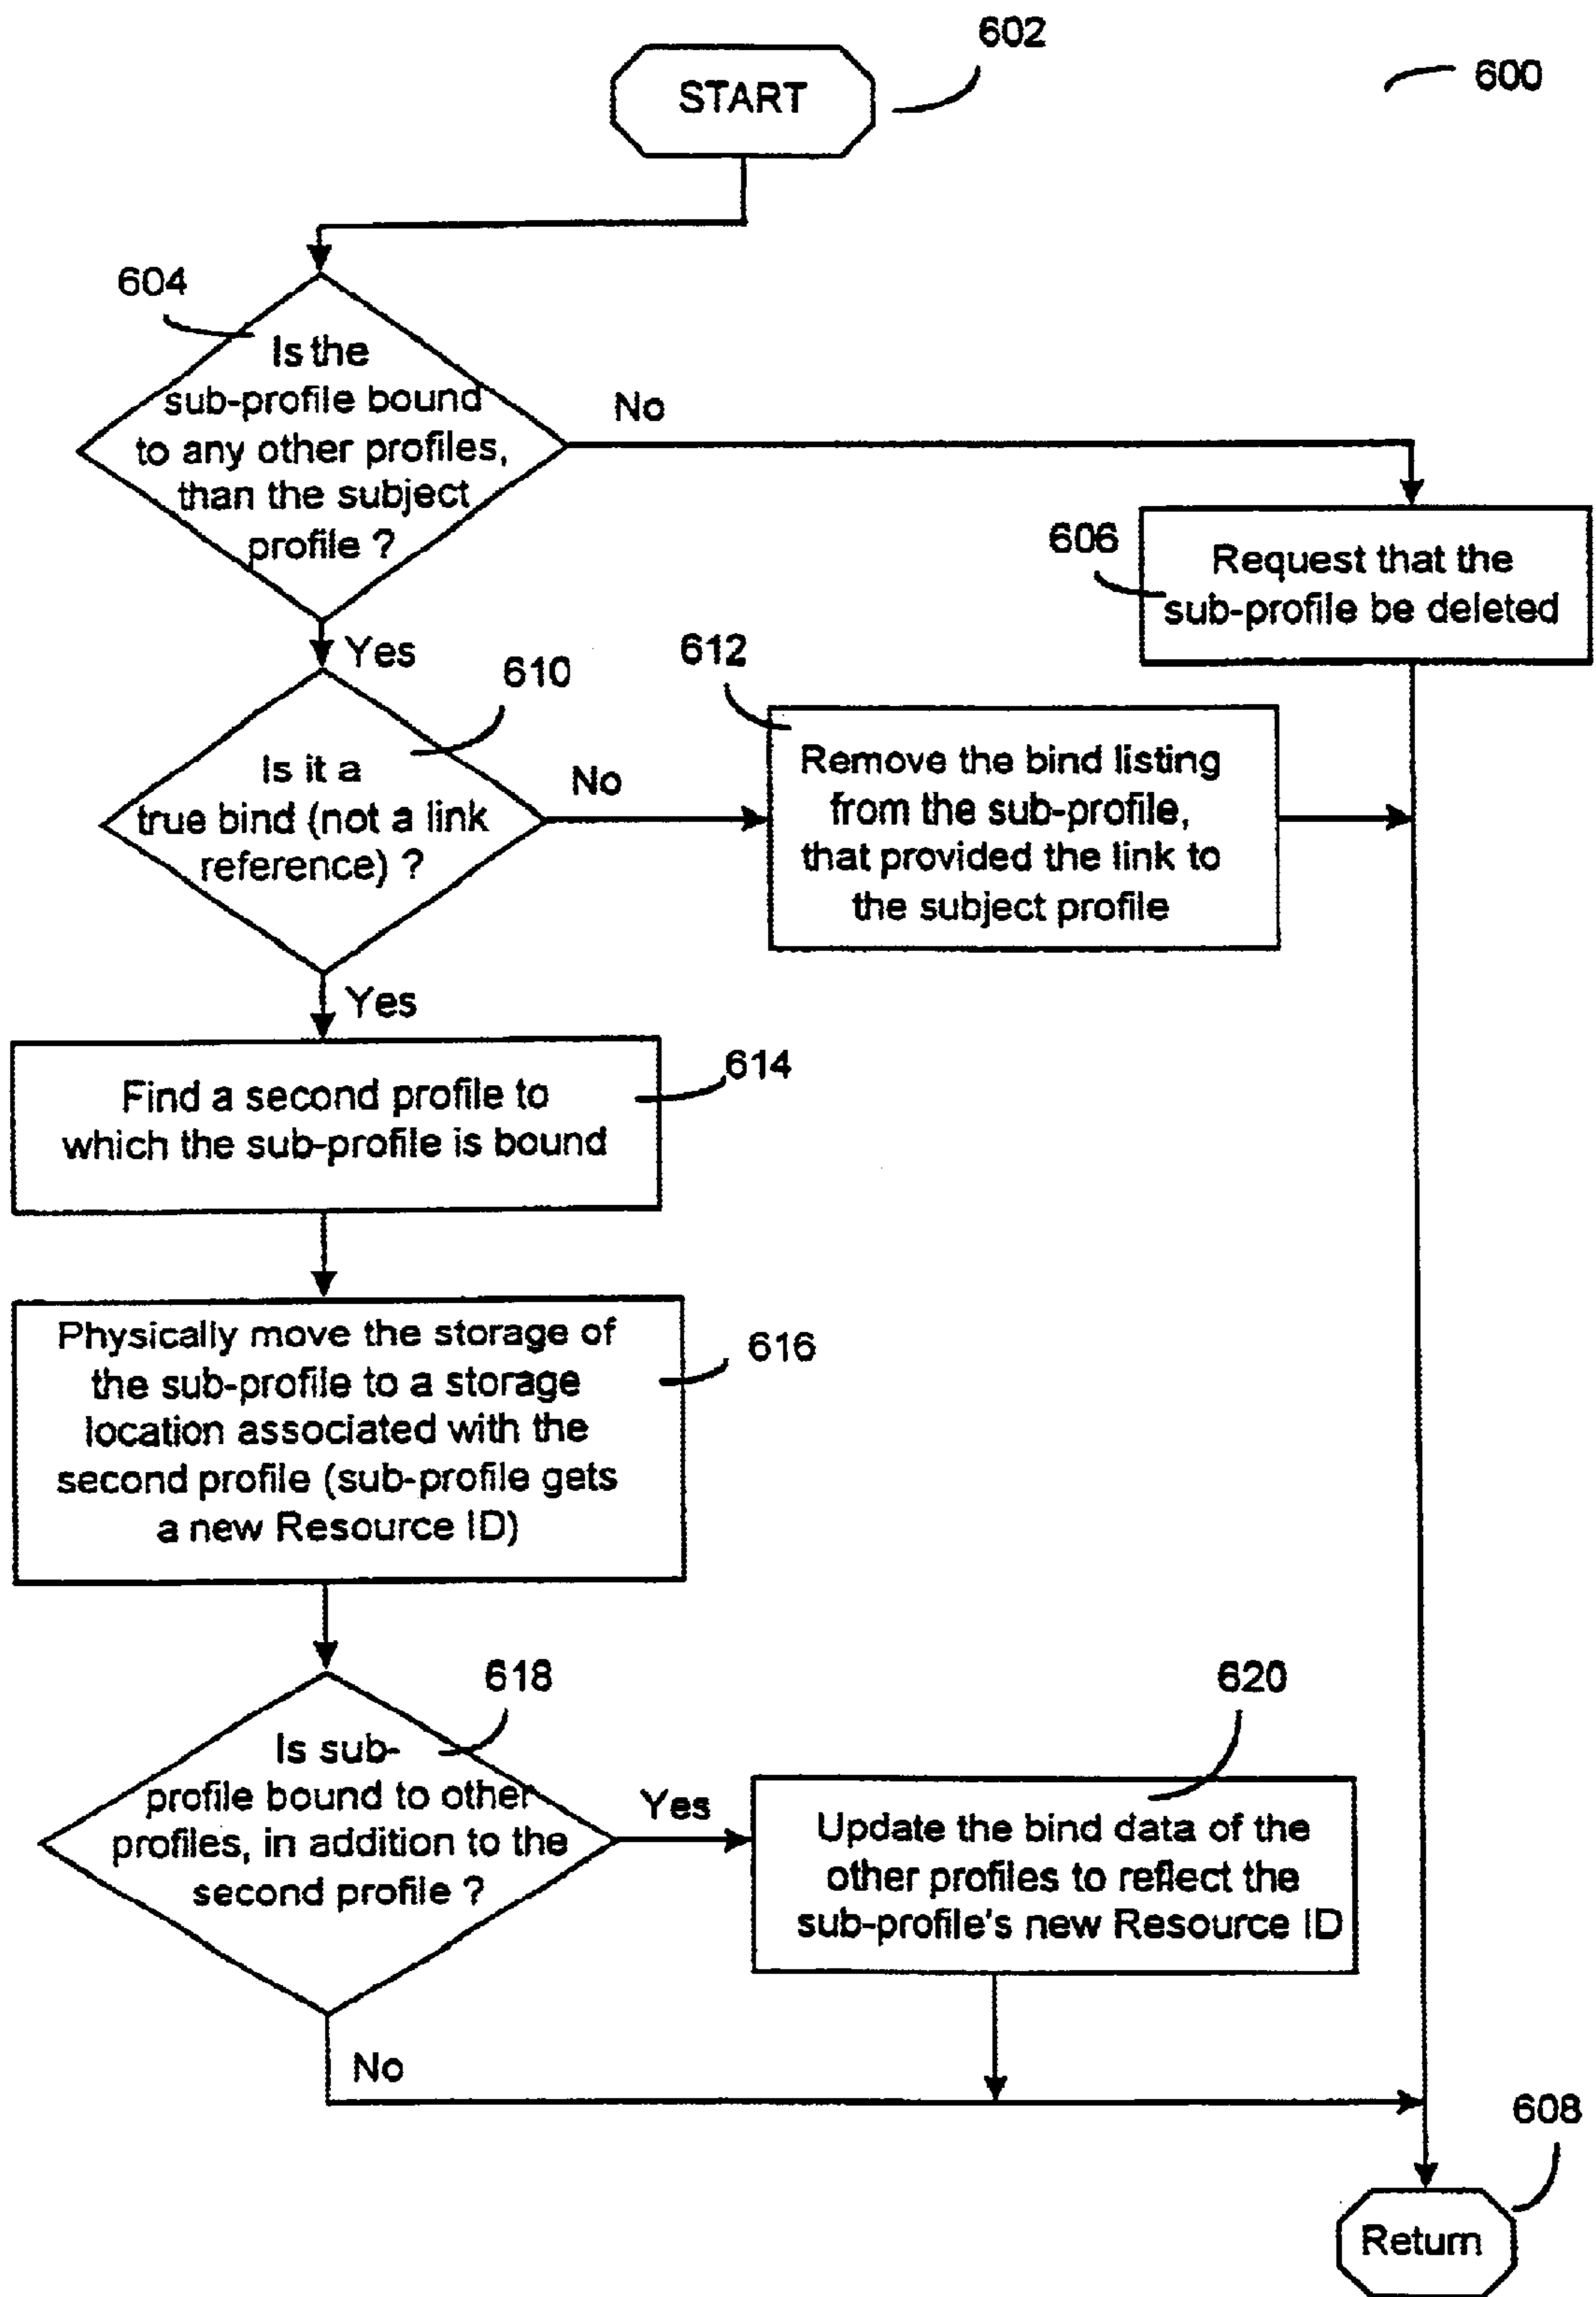 602
600
START
604
Is the
sub-profile bound
to any other profiles,
than the subject
profile ?
No
606
Request that the
sub-profile be deleted
Yes
610
612
Is it a
true bind (not a link
reference) ?
No
Remove the bind listing
from the sub-profile,
that provided the link to
the subject profile
Yes
614
Find a second profile to
which the sub-profile is bound
616
Physically move the storage of
the sub-profile to a storage
location associated with the
second profile (sub-profile gets
a new Resource ID)
618
620
Is sub-
profile bound to other
profiles, in addition to the
second profile ?
Yes
Update the bind data of the
other profiles to reflect the
sub-profile's new Resource ID
No
608
Return